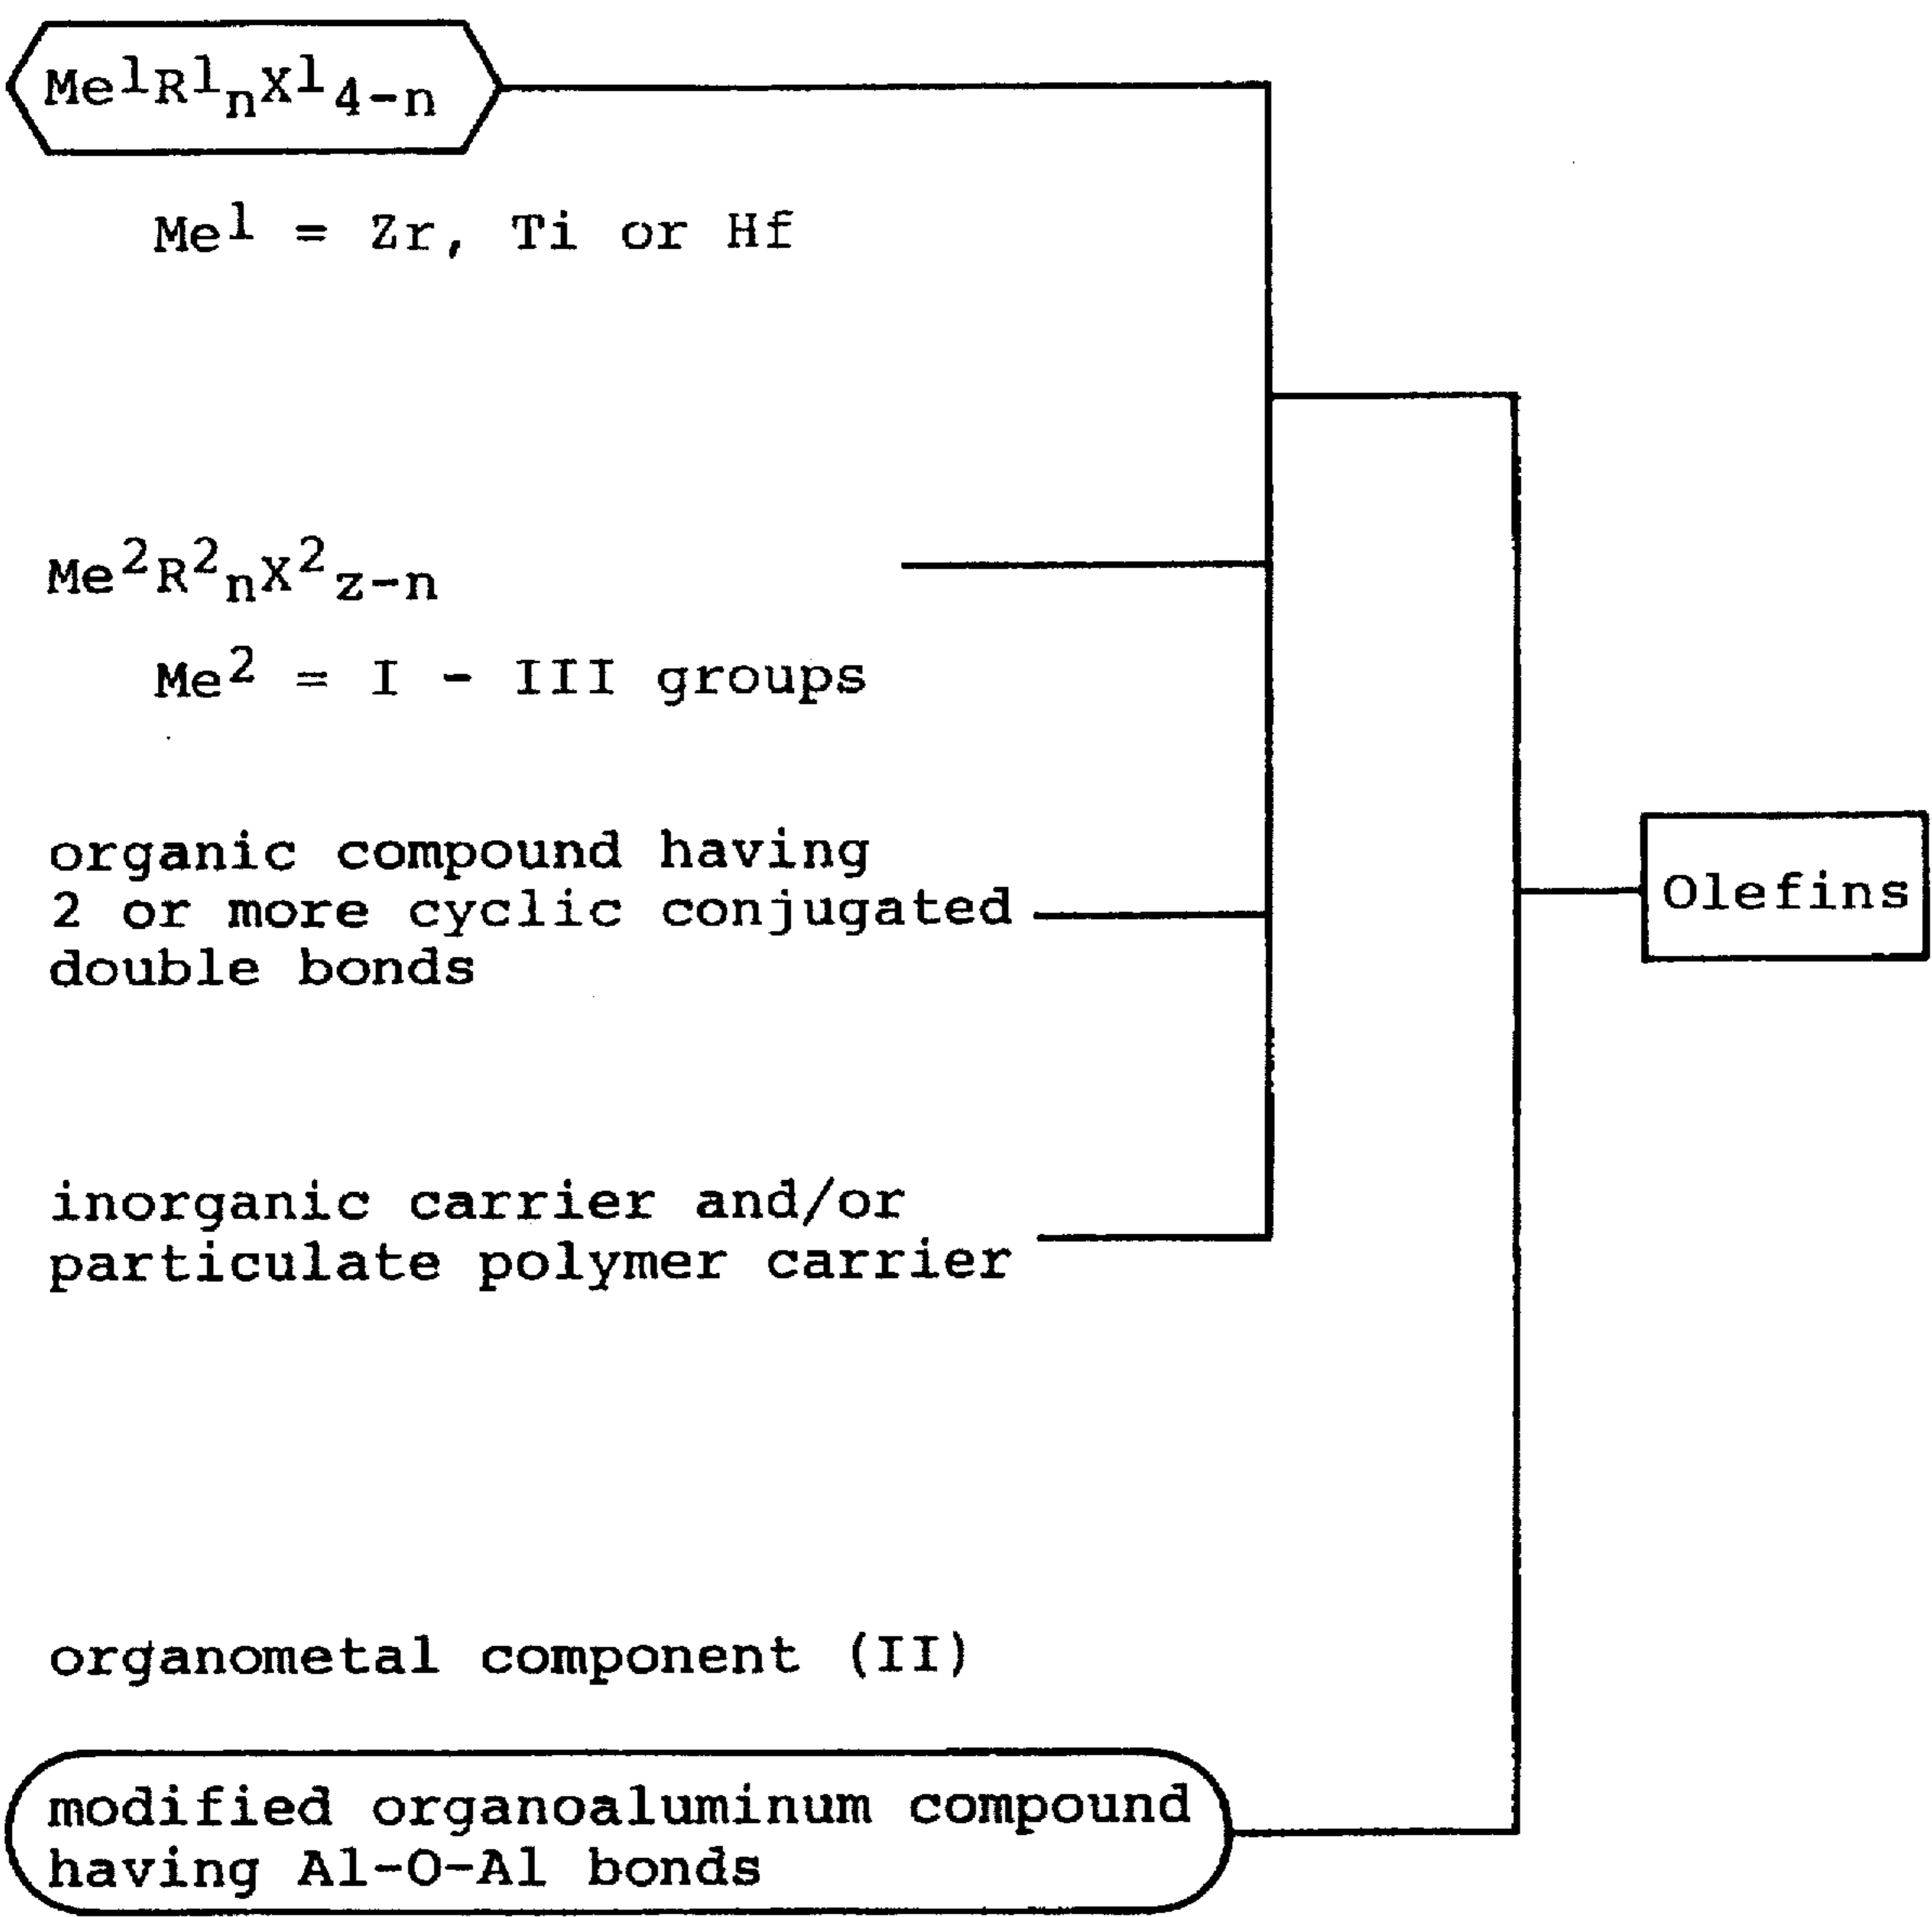 Me¹R¹ₙX¹₄₋ₙ
Me¹ = Zr, Ti or Hf
Me²R²ₙX²z₋ₙ
Me² = I - III groups
organic compound having
2 or more cyclic conjugated
double bonds
Olefins
inorganic carrier and/or
particulate polymer carrier
organometal component (II)
modified organoaluminum compound
having Al-O-Al bonds